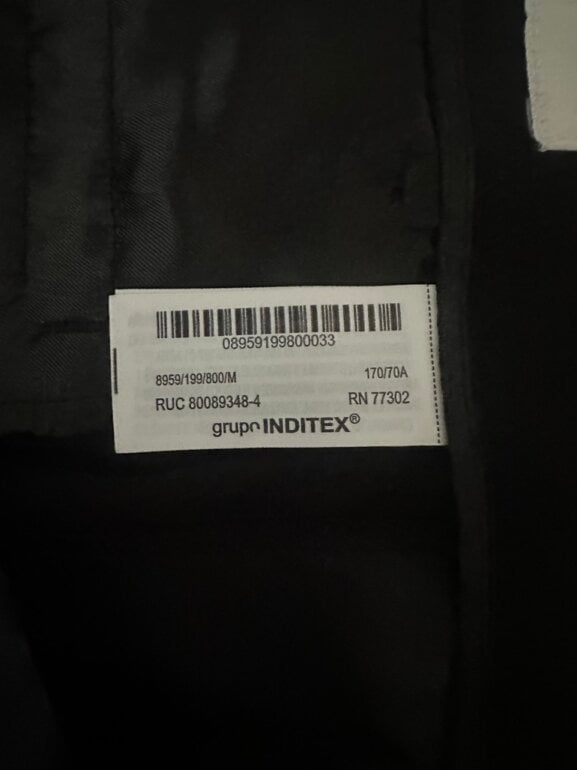 08959199800033
8959/199/800/M 170/70A
RUC 80089348-4 RN 77302
grupo INDITEX®